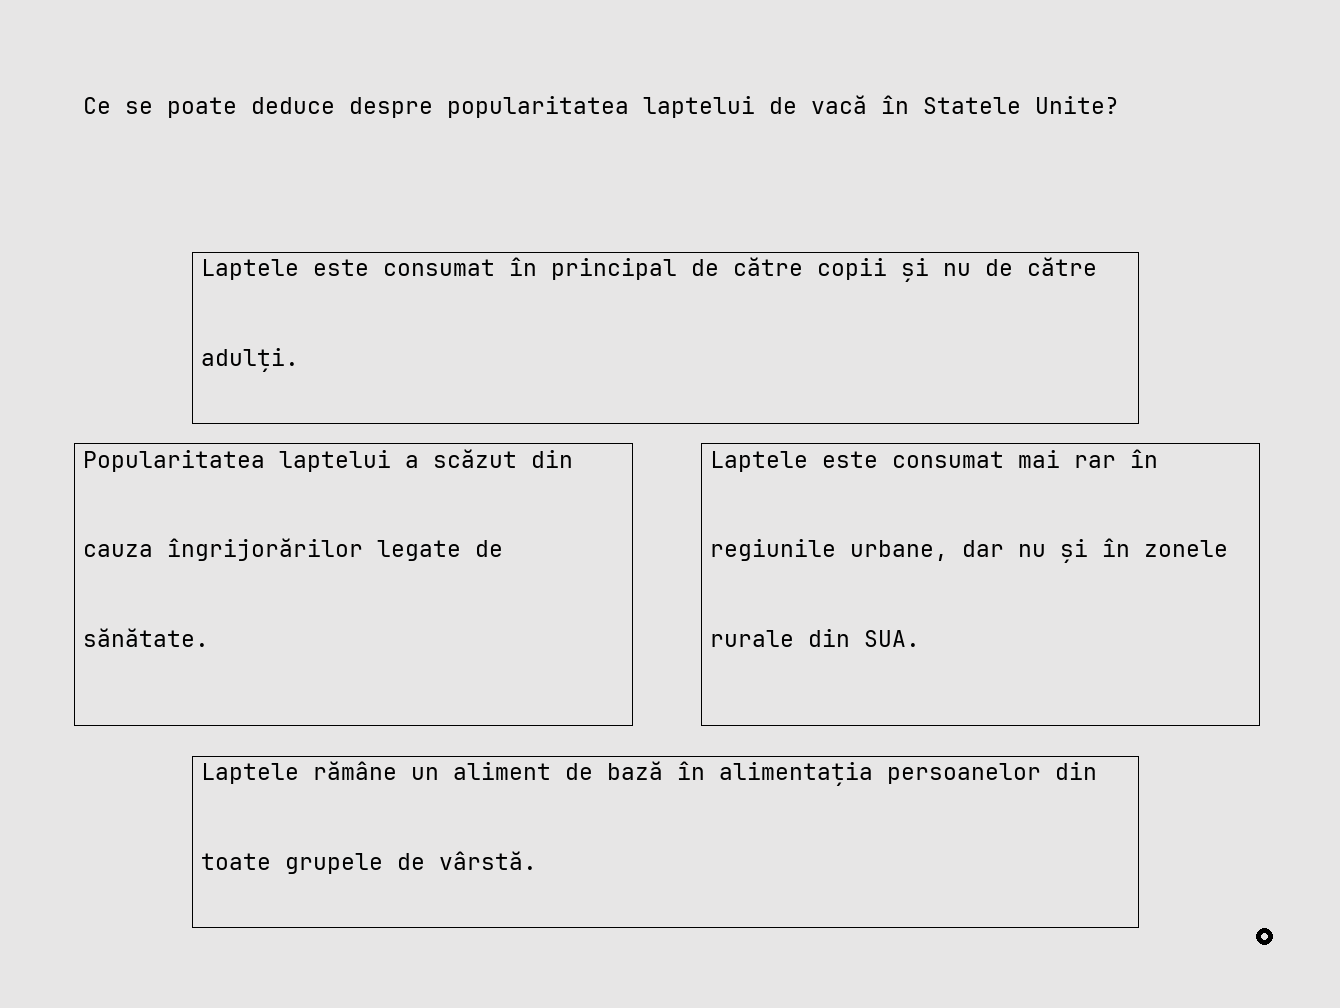 Ce se poate deduce despre popularitatea laptelui de vacă în Statele Unite?
Laptele este consumat în principal de către copii și nu de către
adulți.
Popularitatea laptelui a scăzut din
cauza îngrijorărilor legate de
sănătate.
Laptele este consumat mai rar în
regiunile urbane, dar nu și în zonele
rurale din SUA.
Laptele rămâne un aliment de bază în alimentația persoanelor din
toate grupele de vârstă.